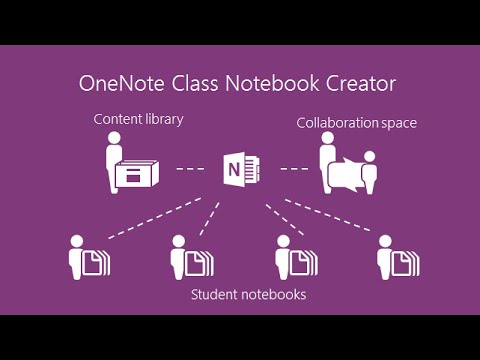 OneNote Class Notebook Creator
Content library
Collaboration space
N
Student notebooks